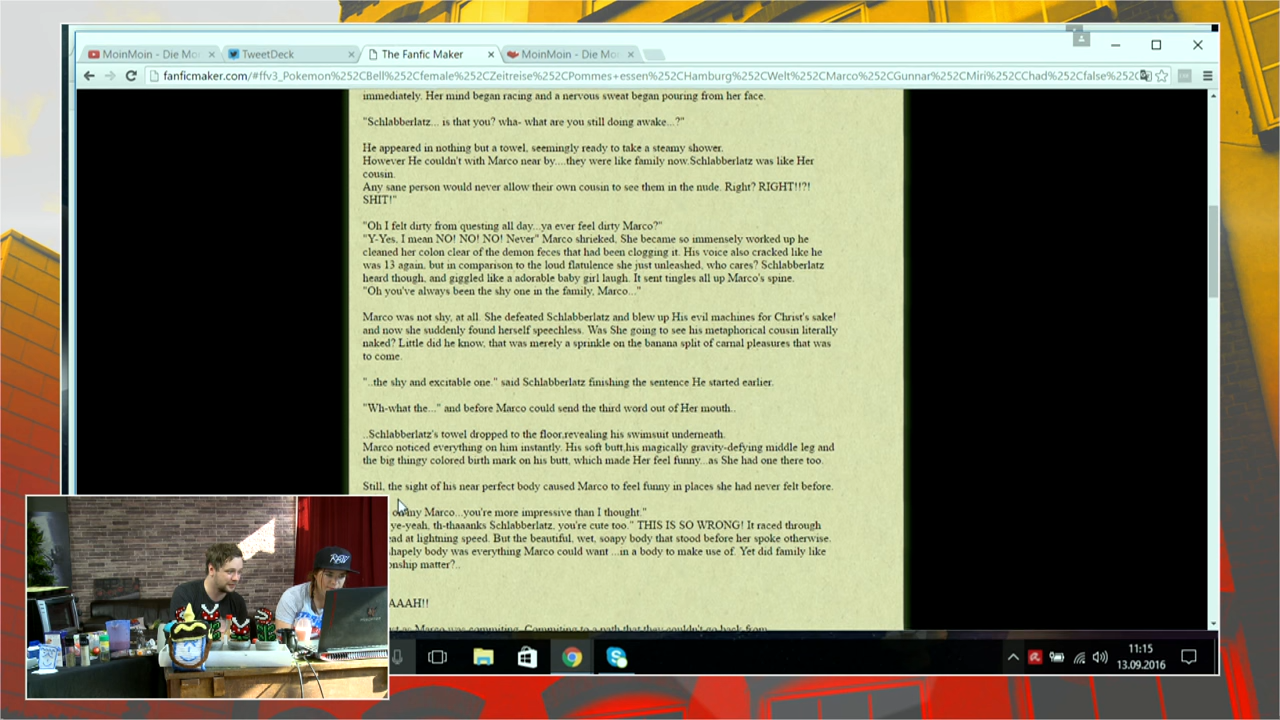 MoinMoin - Die Mo
TweetDeck
The Fanfic Maker
MoinMoin - Die Mo
fanficmaker.com/#ffv3_Pokemon%252CBell%252Cfemale%252CZeitreise%252CPommes+essen%252CHamburg%252CWelt%252CMarco%252CGunnar%252CMiri%252CChad%252Cfalse%252C
immediately. Her mind began racing and a nervous sweat began pouring from her face.
"Schlabberlatz... is that you? wha- what are you still doing awake...?"
He appeared in nothing but a towel, seemingly ready to take a steamy shower.
However He couldn't with Marco near by....they were like family now.Schlabberlatz was like Her
cousin.
Any sane person would never allow their own cousin to see them in the nude. Right? RIGHT!!?!
SHIT!"
"Oh I felt dirty from questing all day...ya ever feel dirty Marco?"
"Y-Yes, I mean NO! NO! NO! Never" Marco shrieked, She became so immensely worked up he
cleaned her colon clear of the demon feces that had been clogging it. His voice also cracked like he
was 13 again, but in comparison to the loud flatulence she just unleashed, who cares? Schlabberlatz
heard though, and giggled like a adorable baby girl laugh. It sent tingles all up Marco's spine.
"Oh you've always been the shy one in the family, Marco..."
Marco was not shy, at all. She defeated Schlabberlatz and blew up His evil machines for Christ's sake!
and now she suddenly found herself speechless. Was She going to see his metaphorical cousin literally
naked? Little did he know, that was merely a sprinkle on the banana split of carnal pleasures that was
to come.
"..the shy and excitable one." said Schlabberlatz finishing the sentence He started earlier.
"Wh-what the..." and before Marco could send the third word out of Her mouth..
..Schlabberlatz's towel dropped to the floor,revealing his swimsuit underneath.
Marco noticed everything on him instantly. His soft butt,his magically gravity-defying middle leg and
the big thingy colored birth mark on his butt, which made Her feel funny...as She had one there too.
Still, the sight of his near perfect body caused Marco to feel funny in places she had never felt before.
my Marco...you're more impressive than I thought."
ye-yeah, th-thaaanks Schlabberlatz, you're cute too." THIS IS SO WRONG! It raced through
ead at lightning speed. But the beautiful, wet, soapy body that stood before her spoke otherwise.
shapely body was everything Marco could want ...in a body to make use of. Yet did family like
onship matter?..
AAAH!!
Marco was commiting. Commiting to a path that they couldn't go back from
11:15
13.09.2016